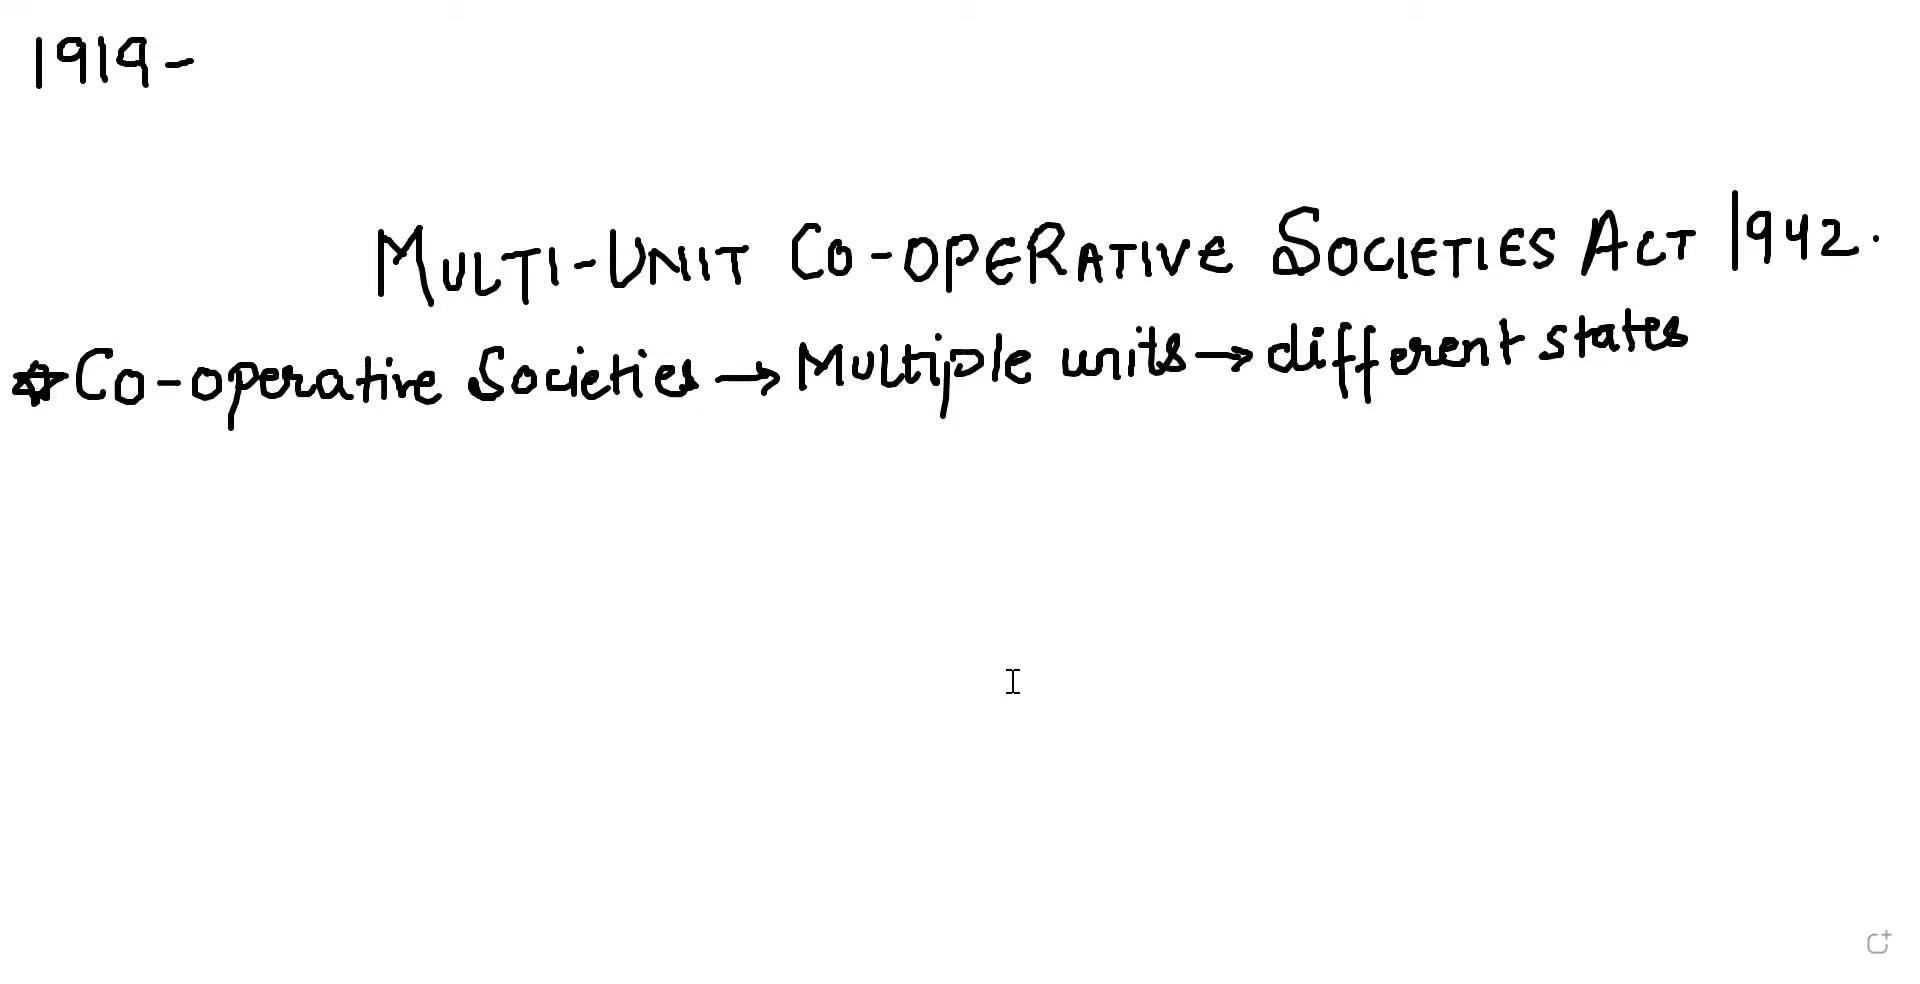 1919-
MULTI-UNIT CO-OPERATIVE SOCIETIES ACT 1942.
☆Co-operative Societies → Multiple units → different states